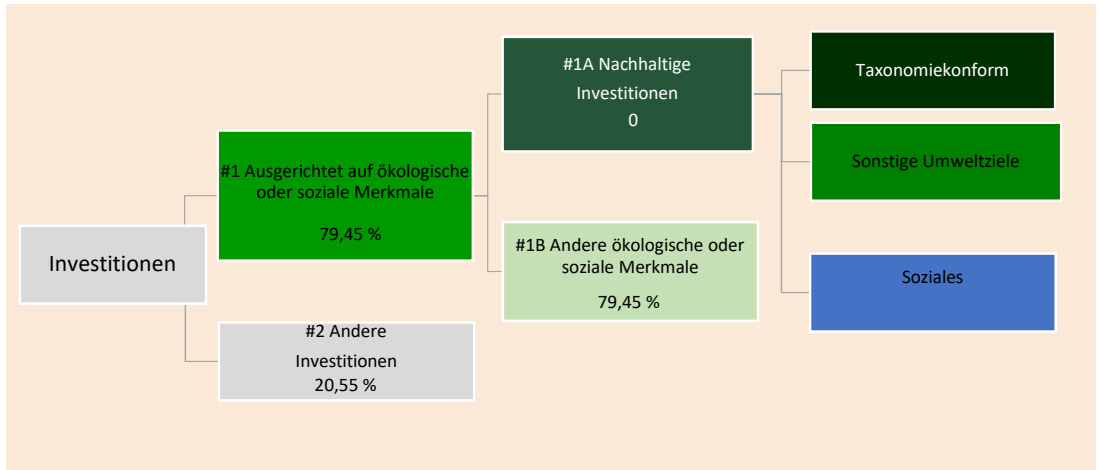 Investitionen
#1 Ausgerichtet auf ökologische
oder soziale Merkmale
79,45 %
#2 Andere
Investitionen
20,55 %
#1A Nachhaltige
Investitionen
0
#1B Andere ökologische oder
soziale Merkmale
79,45 %
Taxonomiekonform
Sonstige Umweltziele
Soziales